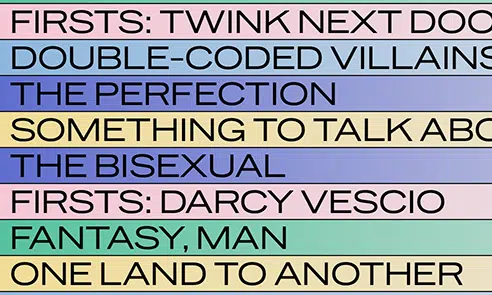 FIRSTS: TWINK NEXT DOO
DOUBLE-CODED VILLAINS
THE PERFECTION
SOMETHING TO TALK ABO
THE BISEXUAL
FIRSTS: DARCY VESCIO
FANTASY, MAN
ONE LAND TO ANOTHER